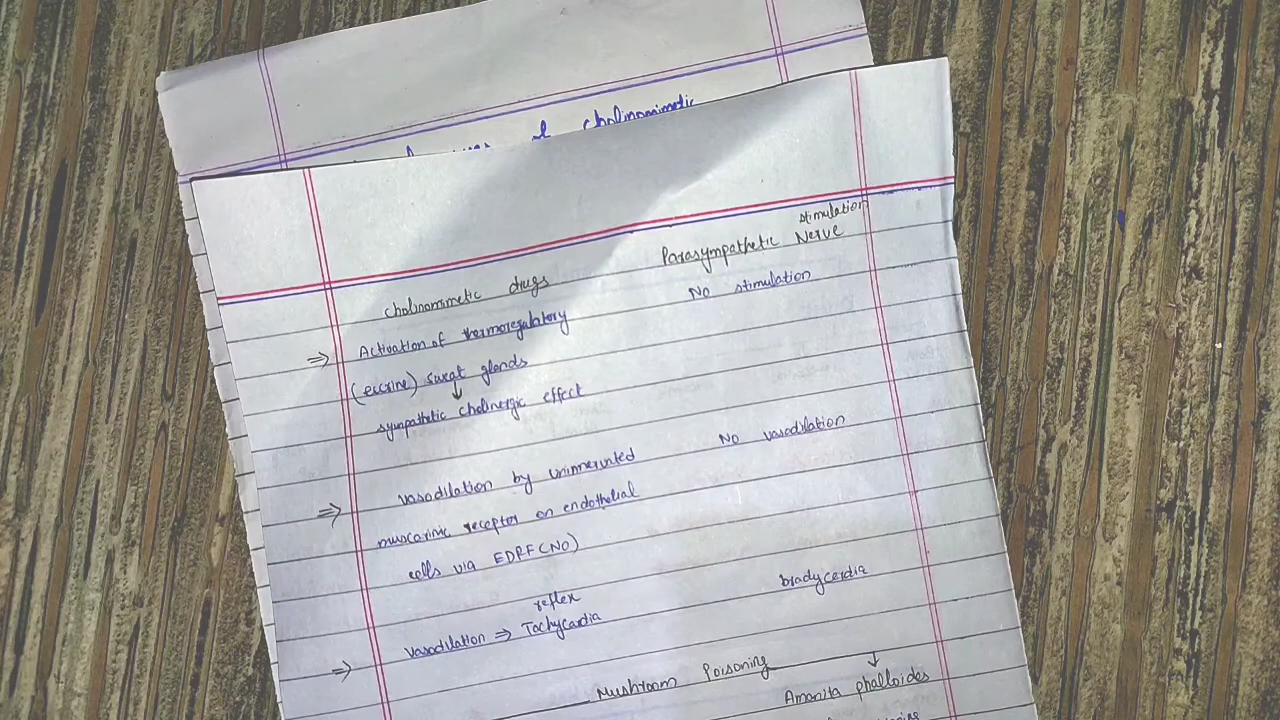 cholinomimetic
stimulation
cholinomimetic drugs Parasympathetic Nerve
⇒ Activation of thermoregulatory No stimulation
(eccrine) sweat glands
↓
sympathetic cholinergic effect
⇒ vasodilation by uninnervated No vasodilation
muscarinic receptor on endothelial
cells via EDRF(NO)
reflex
⇒ vasodilation ⇒ Tachycardia bradycardia
Mushroom Poisoning
↓
Amanita phalloides